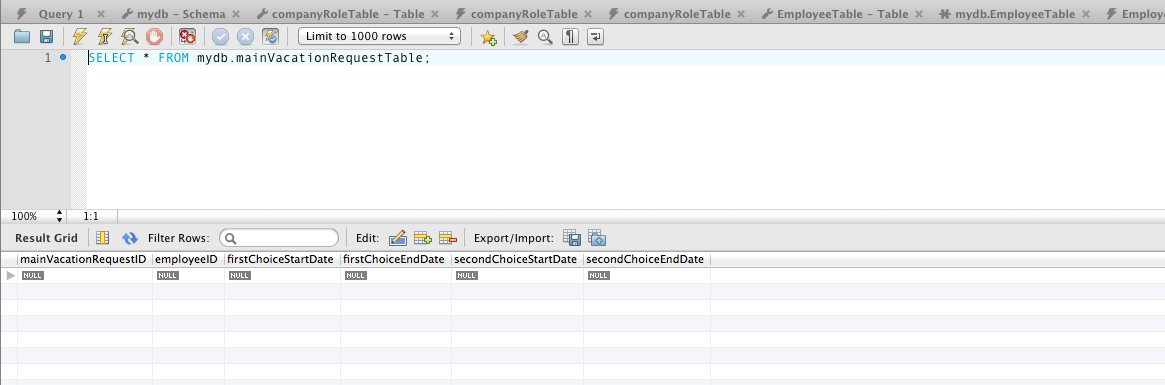 Query 1 mydb - Schema companyRoleTable - Table companyRoleTable companyRoleTable EmployeeTable - Table mydb.EmployeeTable Employ
Limit to 1000 rows
1 SELECT * FROM mydb.mainVacationRequestTable;
100% 1:1
Result Grid Filter Rows: Edit: Export/Import:
mainVacationRequestID employeeID firstChoiceStartDate firstChoiceEndDate secondChoiceStartDate secondChoiceEndDate
NULL NULL NULL NULL NULL NULL